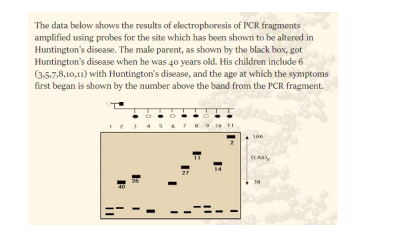 The data below shows the results of electrophoresis of PCR fragments
amplified using probes for the site which has been shown to be altered in
Huntington's disease. The male parent, as shown by the black box, got
Huntington's disease when he was 40 years old. His children include 6
(3,5,7,8,10,11) with Huntington's disease, and the age at which the symptoms
first began is shown by the number above the band from the PCR fragment.
1 2 3 4 5 6 7 8 9 10 11
2 100
11 (CAG)
26 27 14
40 30